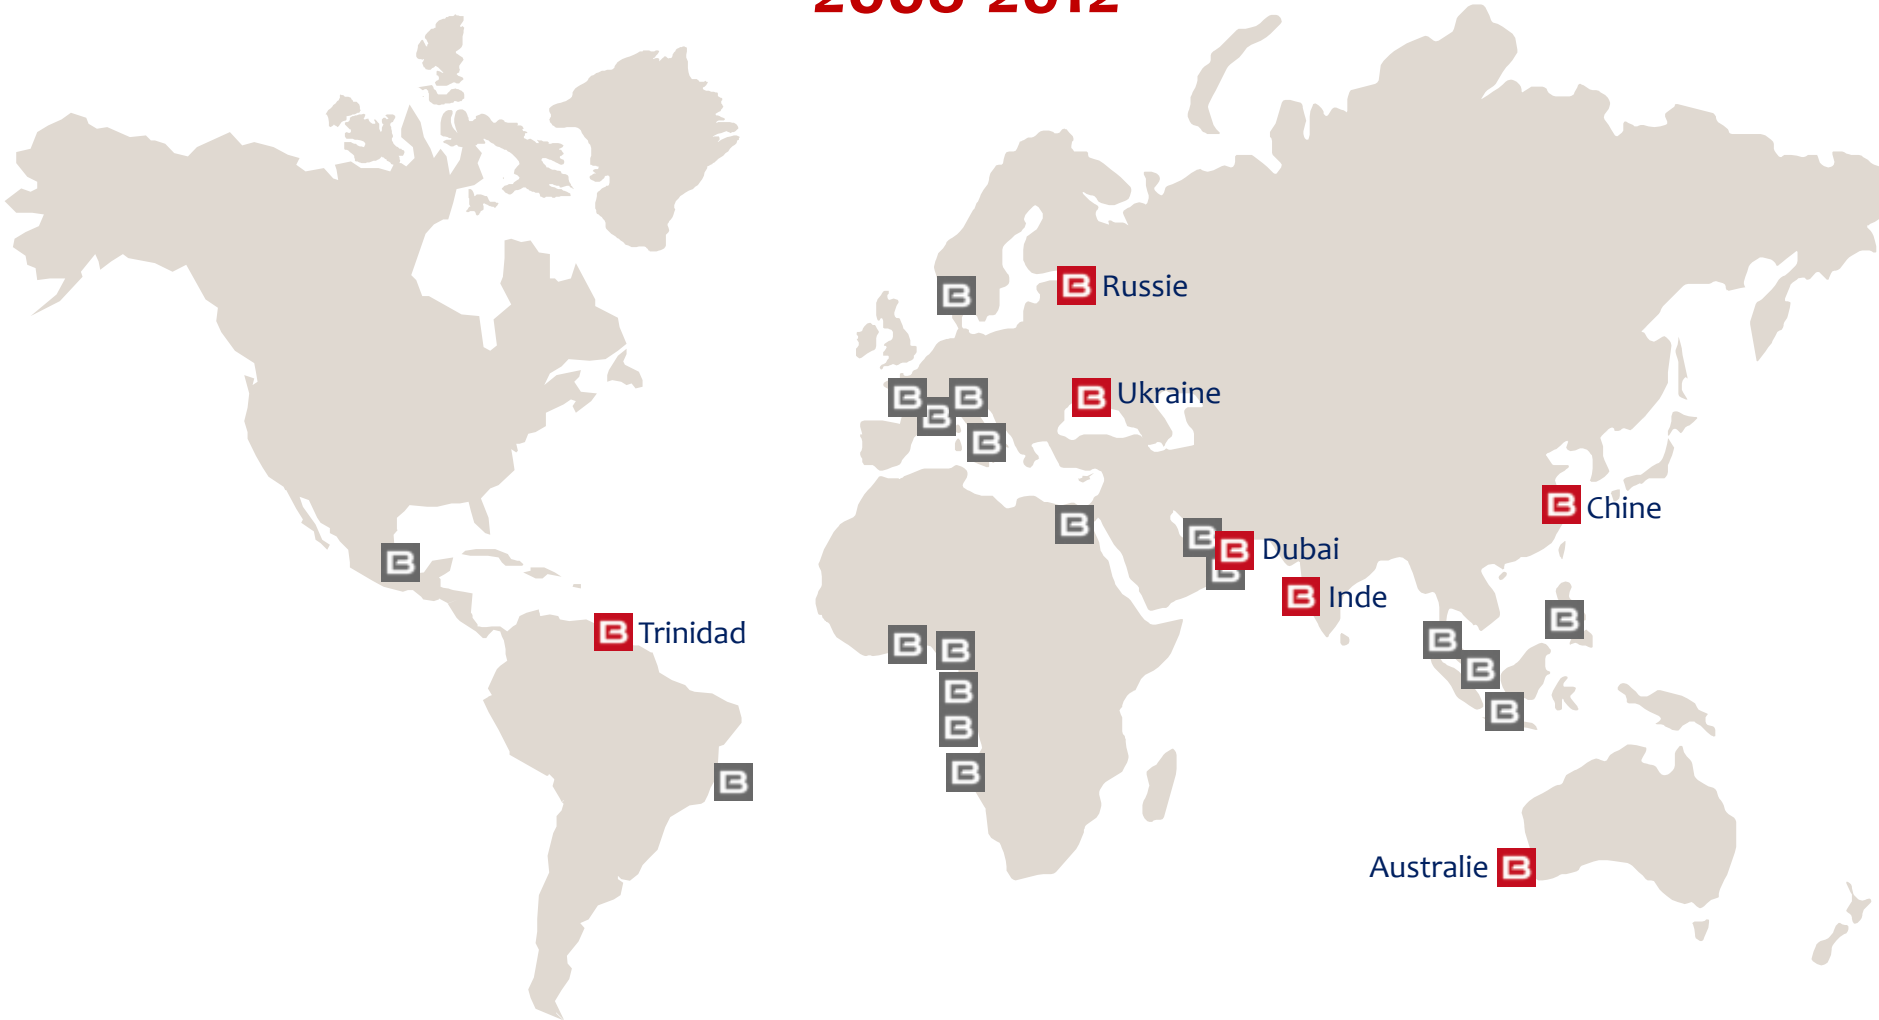 Russie
Ukraine
Chine
Dubai
Inde
Trinidad
Australie